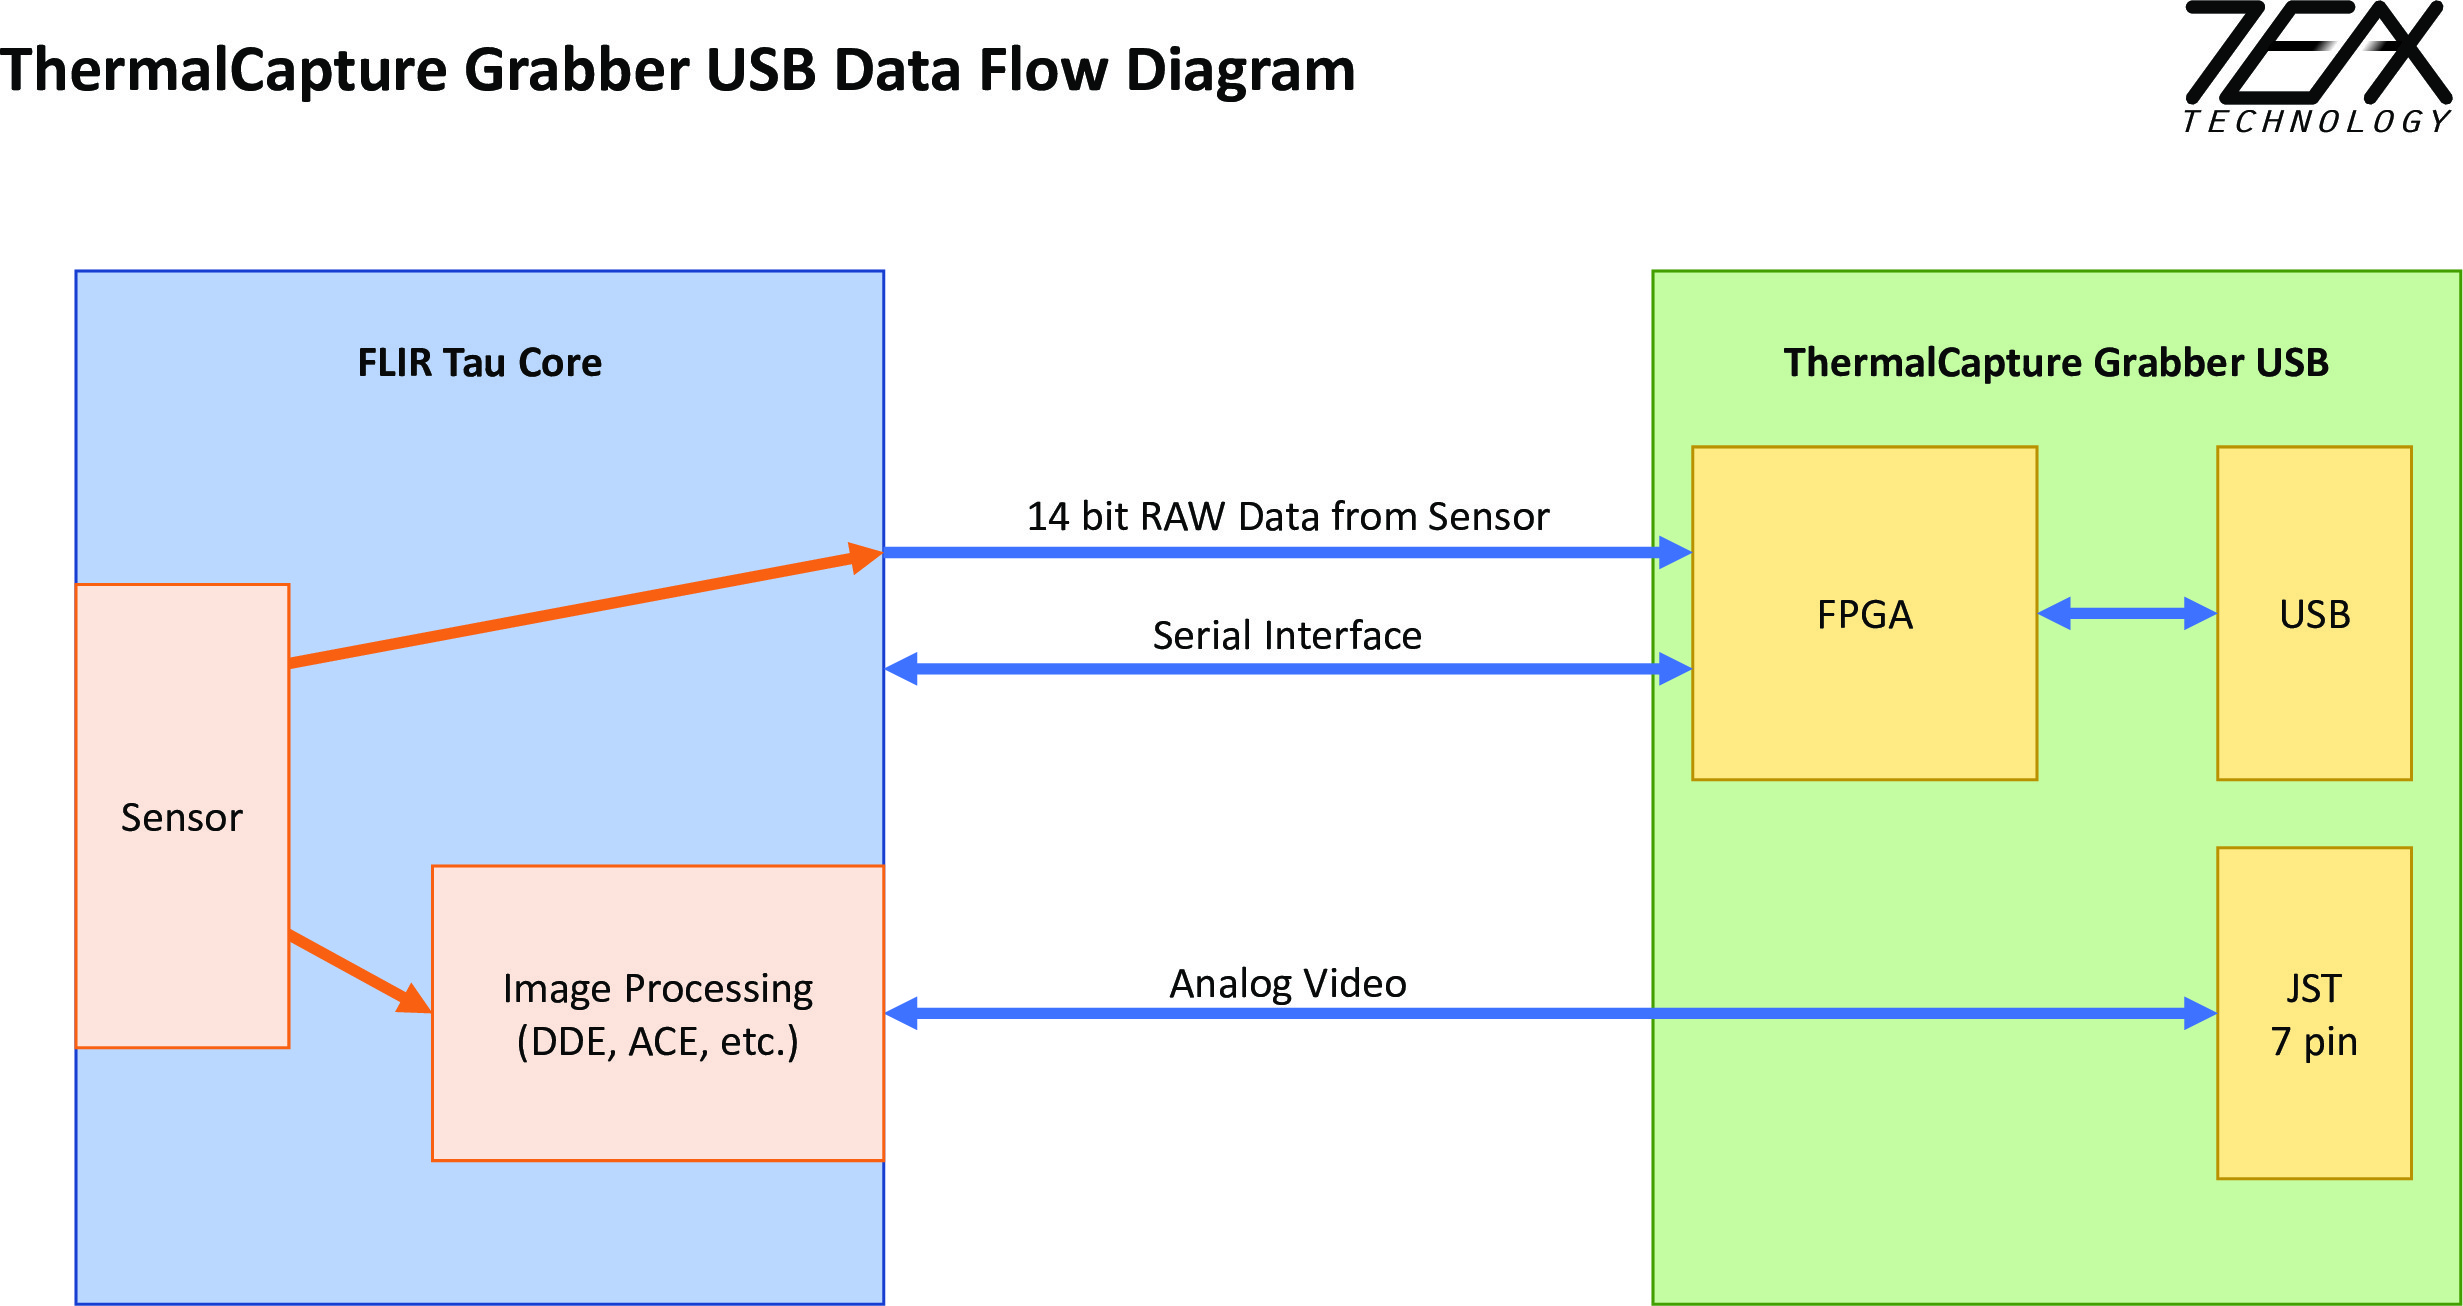 ThermalCapture Grabber USB Data Flow Diagram
TEAX
TECHNOLOGY
FLIR Tau Core
ThermalCapture Grabber USB
14 bit RAW Data from Sensor
Serial Interface
FPGA
USB
Sensor
Image Processing
(DDE, ACE, etc.)
Analog Video
JST
7 pin